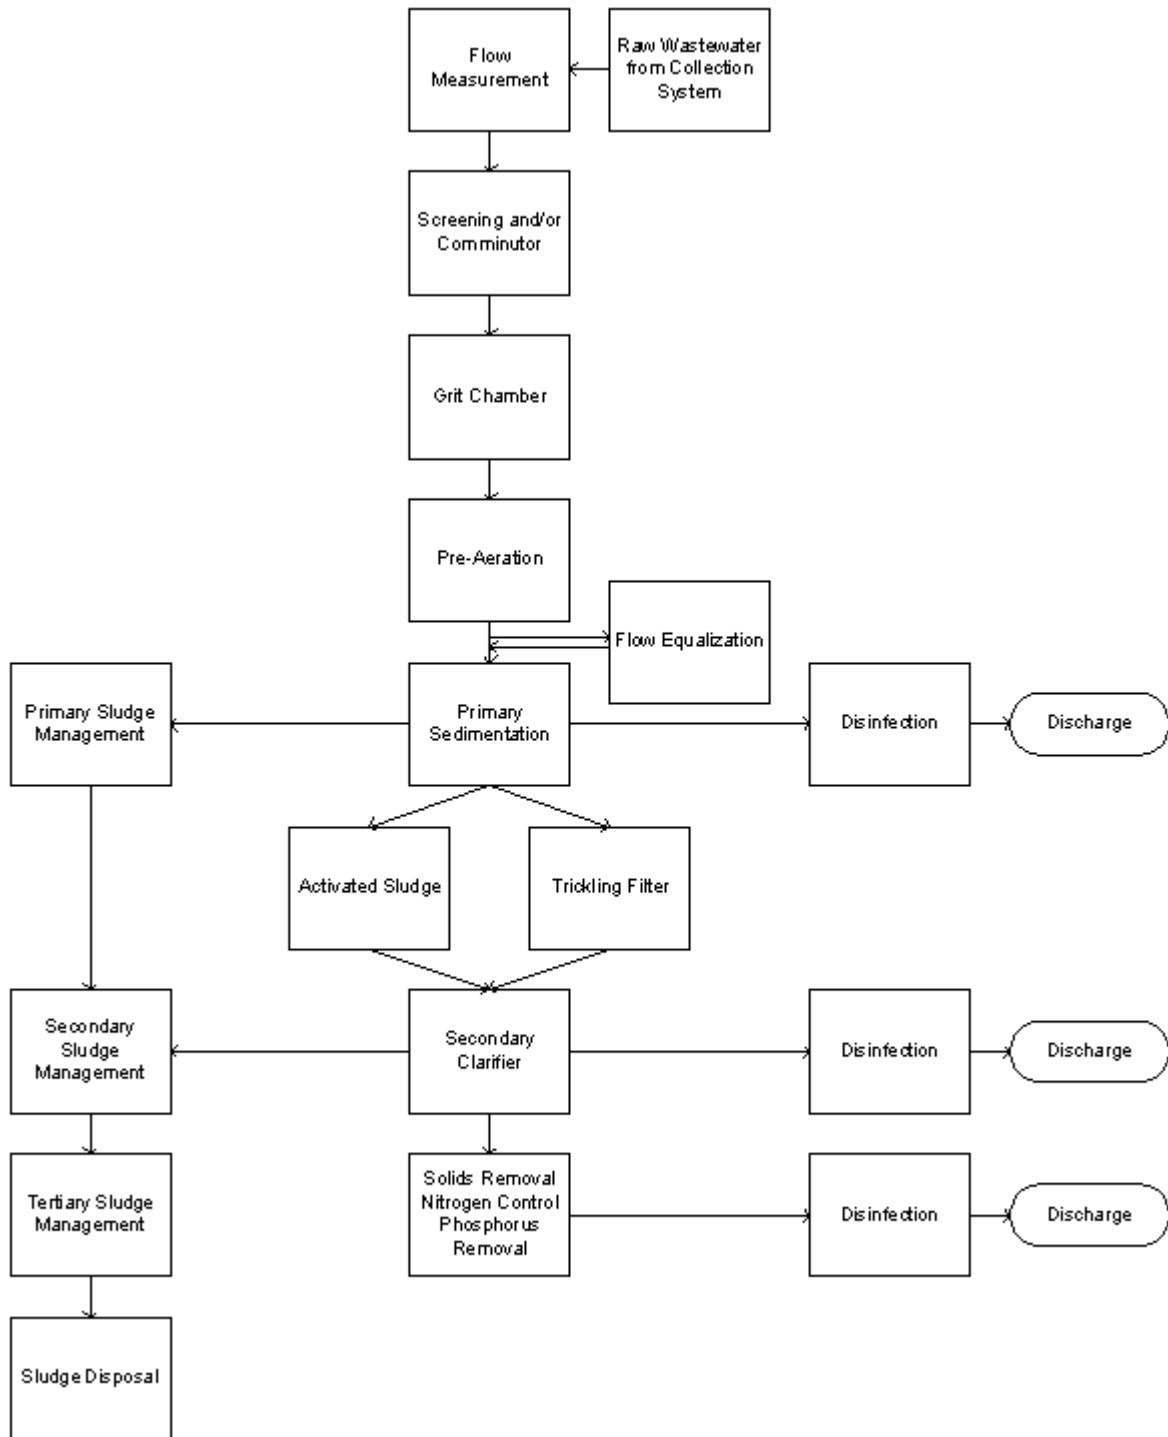 Flow
Measurement
Raw Wastewater
from Collection
System
Screening and/or
Comminutor
Grit Chamber
Pre-Aeration
Flow Equalization
Primary Sludge
Management
Primary
Sedimentation
Disinfection
Discharge
Activated Sludge
Trickling Filter
Secondary
Sludge
Management
Secondary
Clarifier
Disinfection
Discharge
Tertiary Sludge
Management
Solids Removal
Nitrogen Control
Phosphorus
Removal
Disinfection
Discharge
Sludge Disposal